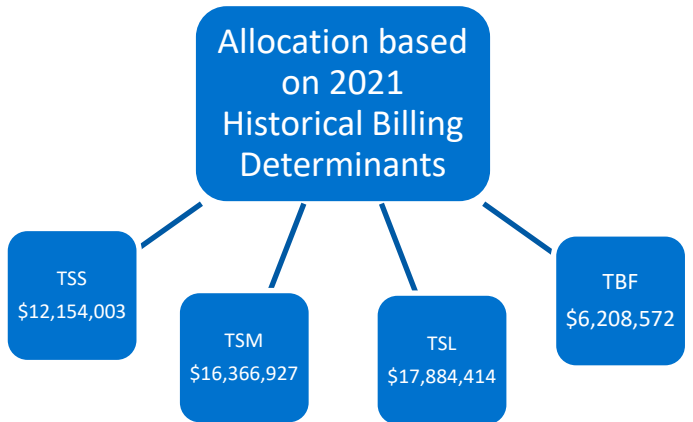 Allocation based
on 2021
Historical Billing
Determinants
TSS
$12,154,003
TSM
$16,366,927
TSL
$17,884,414
TBF
$6,208,572